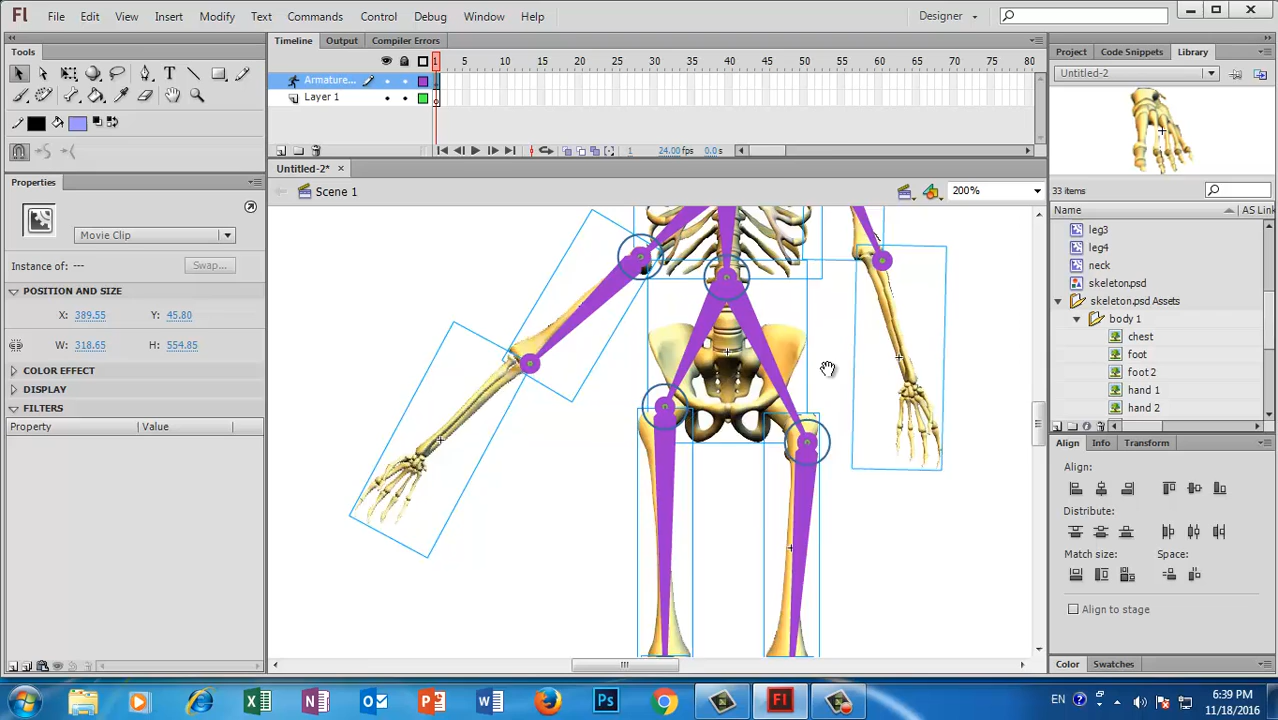 Fl File Edit View Insert Modify Text Commands Control Debug Window Help Designer
Tools
Timeline Output Compiler Errors
Project Code Snippets Library
1 5 10 15 20 25 30 35 40 45 50 55 60 65 70 75 80
Untitled-2
Armature...
Layer 1
1 24.00 fps 0.0 s
Untitled-2*
Properties
Scene 1
200%
33 items
Name AS Link
Movie Clip
leg3
leg4
Instance of: --- Swap...
neck
skeleton.psd
POSITION AND SIZE
skeleton.psd Assets
X: 389.55 Y: 45.80
body 1
W: 318.65 H: 554.85
chest
foot
COLOR EFFECT
foot 2
DISPLAY
hand 1
FILTERS
hand 2
Property Value
Align Info Transform
Align:
Distribute:
Match size: Space:
Align to stage
Color Swatches
Ps
Fl
EN
6:39 PM
11/18/2016